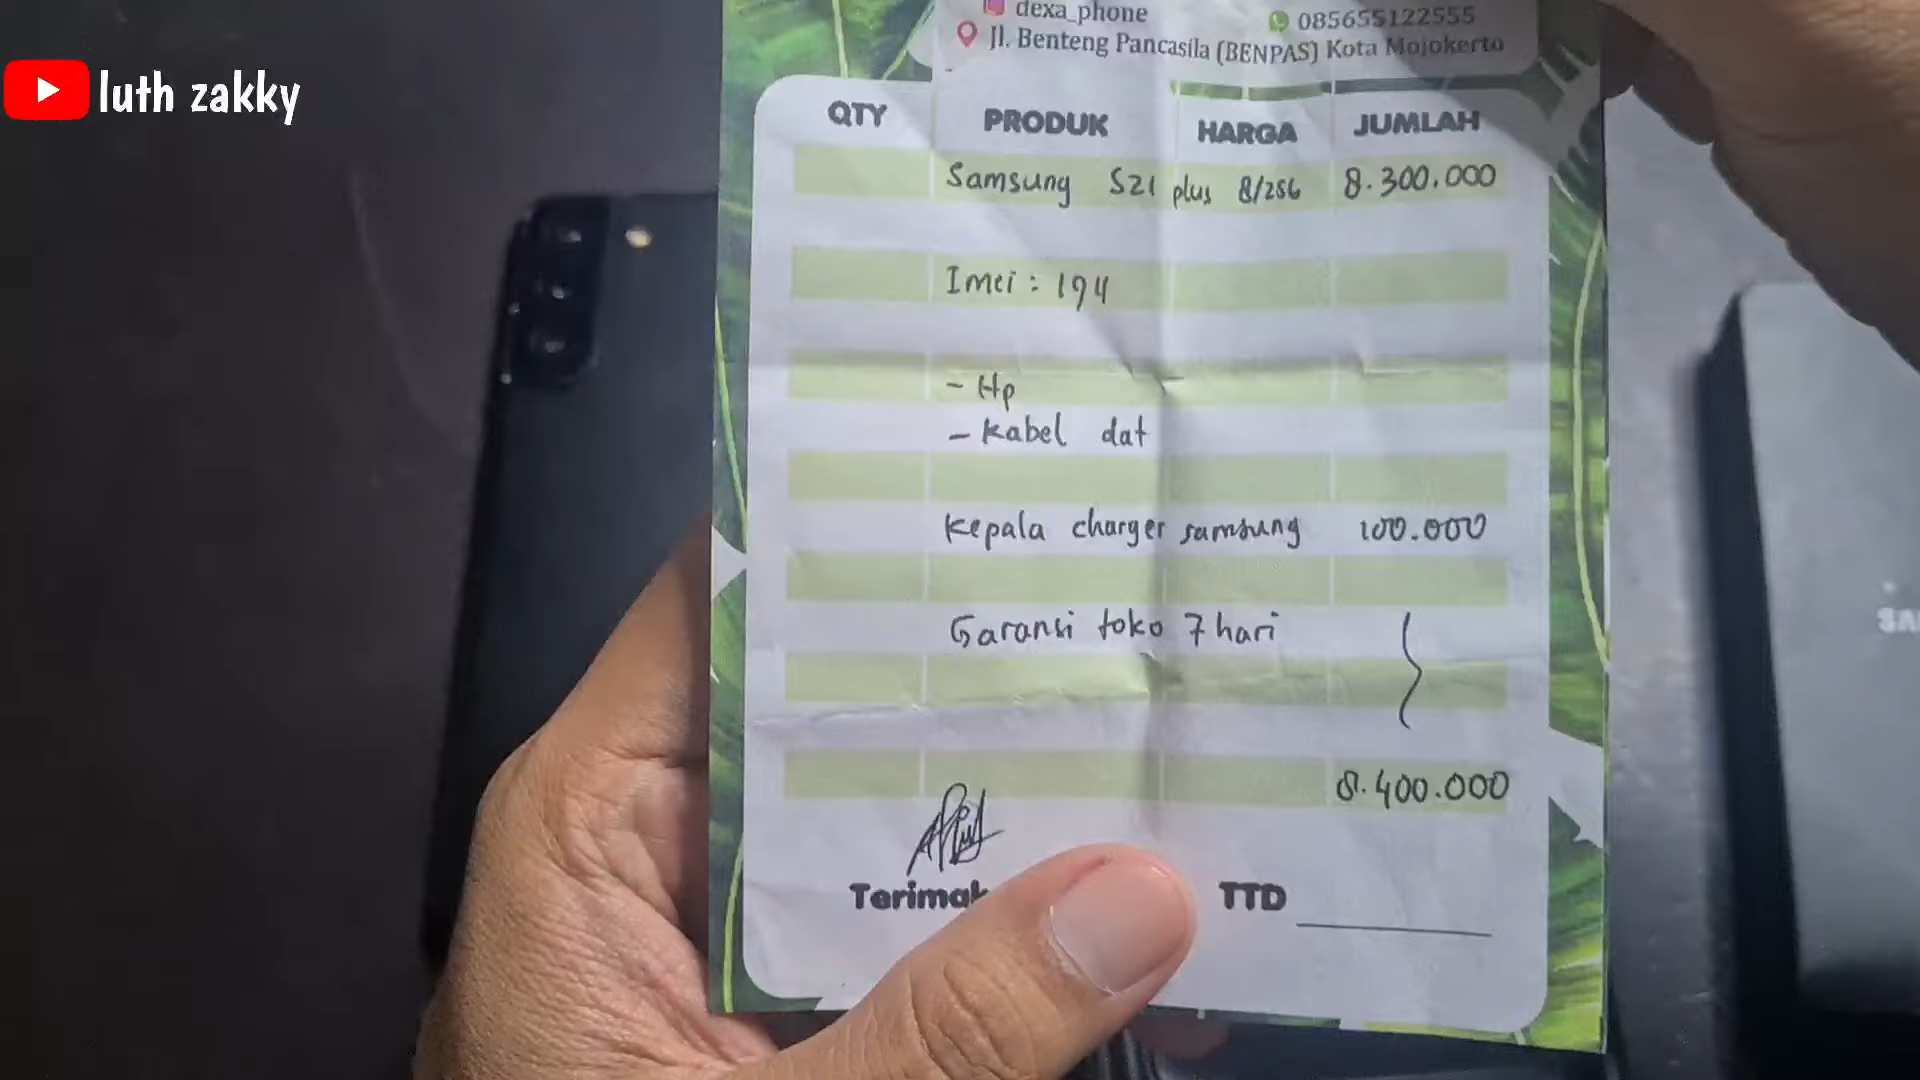 luth zakky
dexa_phone
085655122555
Jl. Benteng Pancasila (BENPAS) Kota Mojokerto
QTY PRODUK HARGA JUMLAH
Samsung S21 plus 8/256 8.300.000
Imei : 194
- Hp
- Kabel dat
Kepala charger samsung 100.000
Garansi toko 7 hari
8.400.000
Terimak
TTD
SA